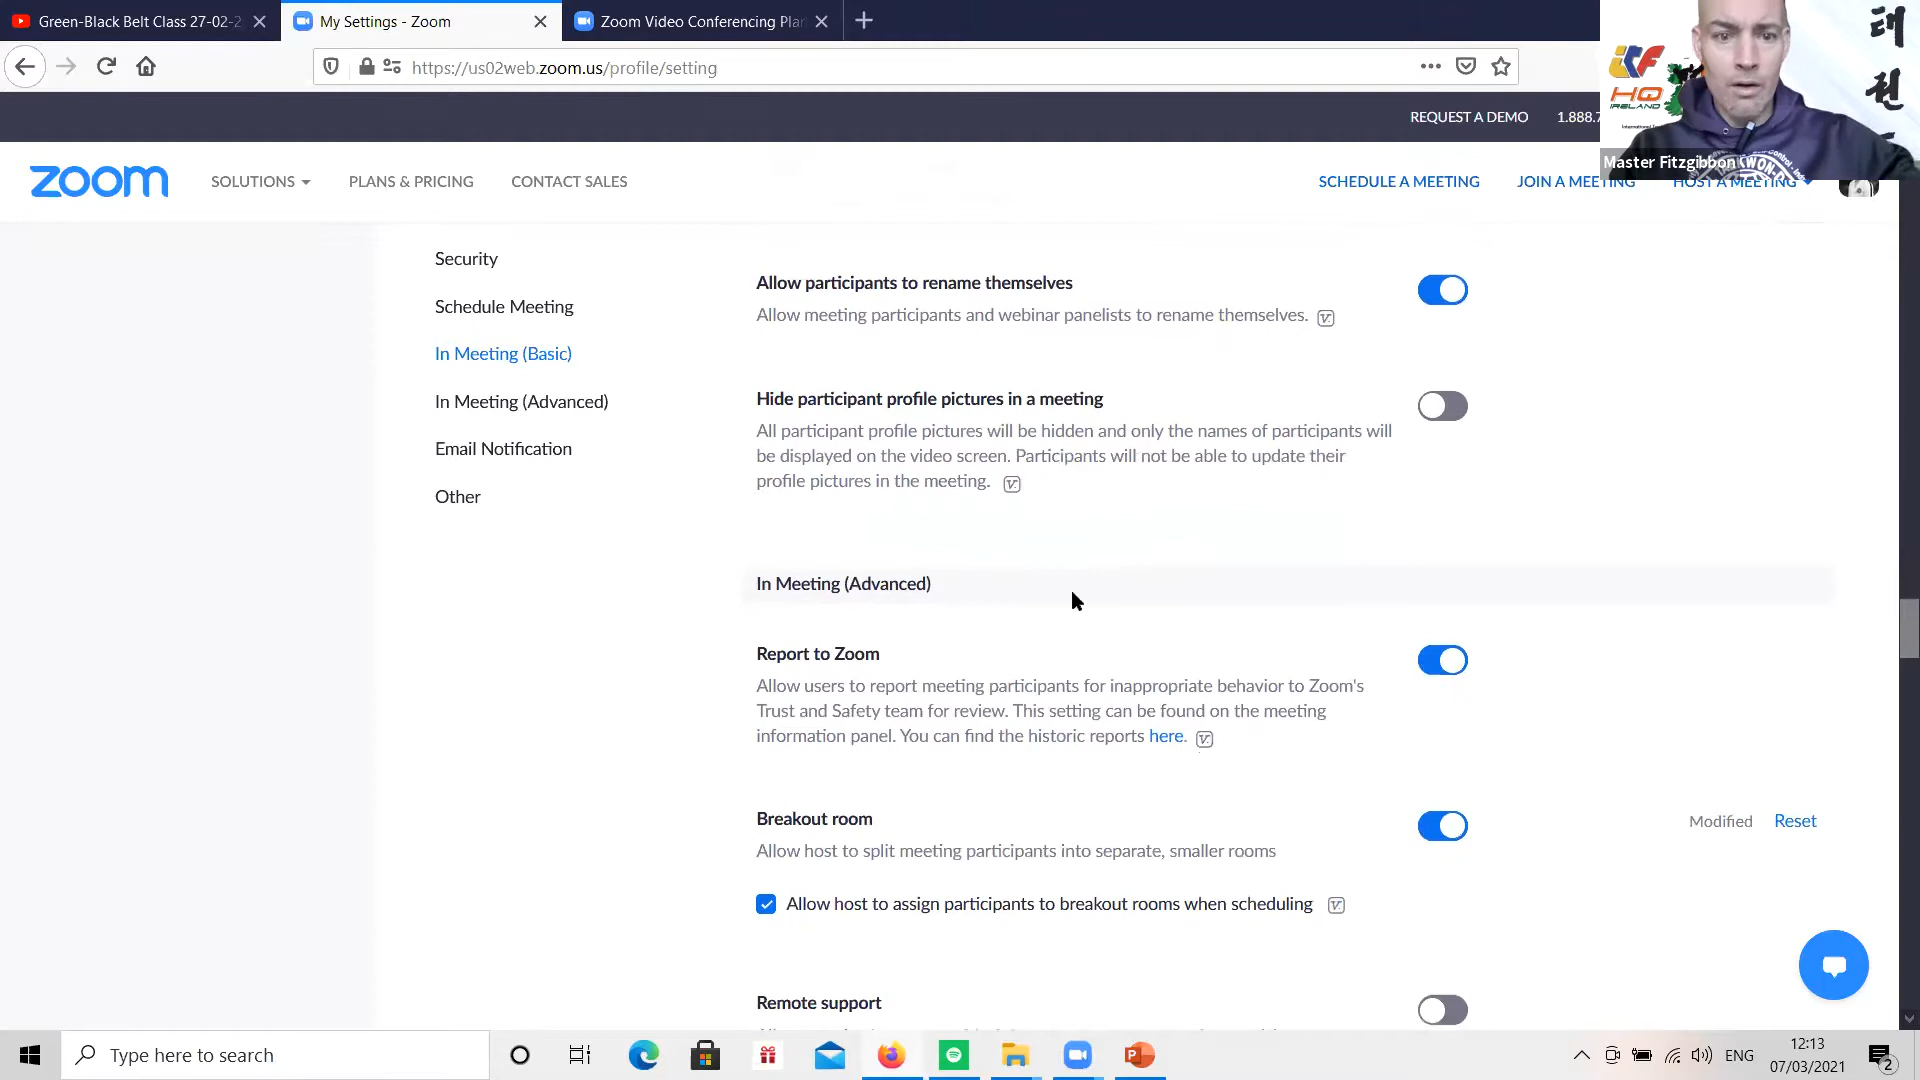 Green-Black Belt Class 27-02-2
My Settings - Zoom
Zoom Video Conferencing Plan
https://us02web.zoom.us/profile/setting
REQUEST A DEMO
1.888.7
zoom
SOLUTIONS
PLANS & PRICING
CONTACT SALES
SCHEDULE A MEETING
JOIN A MEETING
HOST A MEETING
태
권
ITF
HQ
IRELAND
Master Fitzgibbon
KWON-D
Security
Schedule Meeting
In Meeting (Basic)
In Meeting (Advanced)
Email Notification
Other
Allow participants to rename themselves
Allow meeting participants and webinar panelists to rename themselves.
Hide participant profile pictures in a meeting
All participant profile pictures will be hidden and only the names of participants will
be displayed on the video screen. Participants will not be able to update their
profile pictures in the meeting.
In Meeting (Advanced)
Report to Zoom
Allow users to report meeting participants for inappropriate behavior to Zoom's
Trust and Safety team for review. This setting can be found on the meeting
information panel. You can find the historic reports here.
Breakout room
Modified Reset
Allow host to split meeting participants into separate, smaller rooms
Allow host to assign participants to breakout rooms when scheduling
Remote support
Type here to search
ENG
12:13
07/03/2021
2